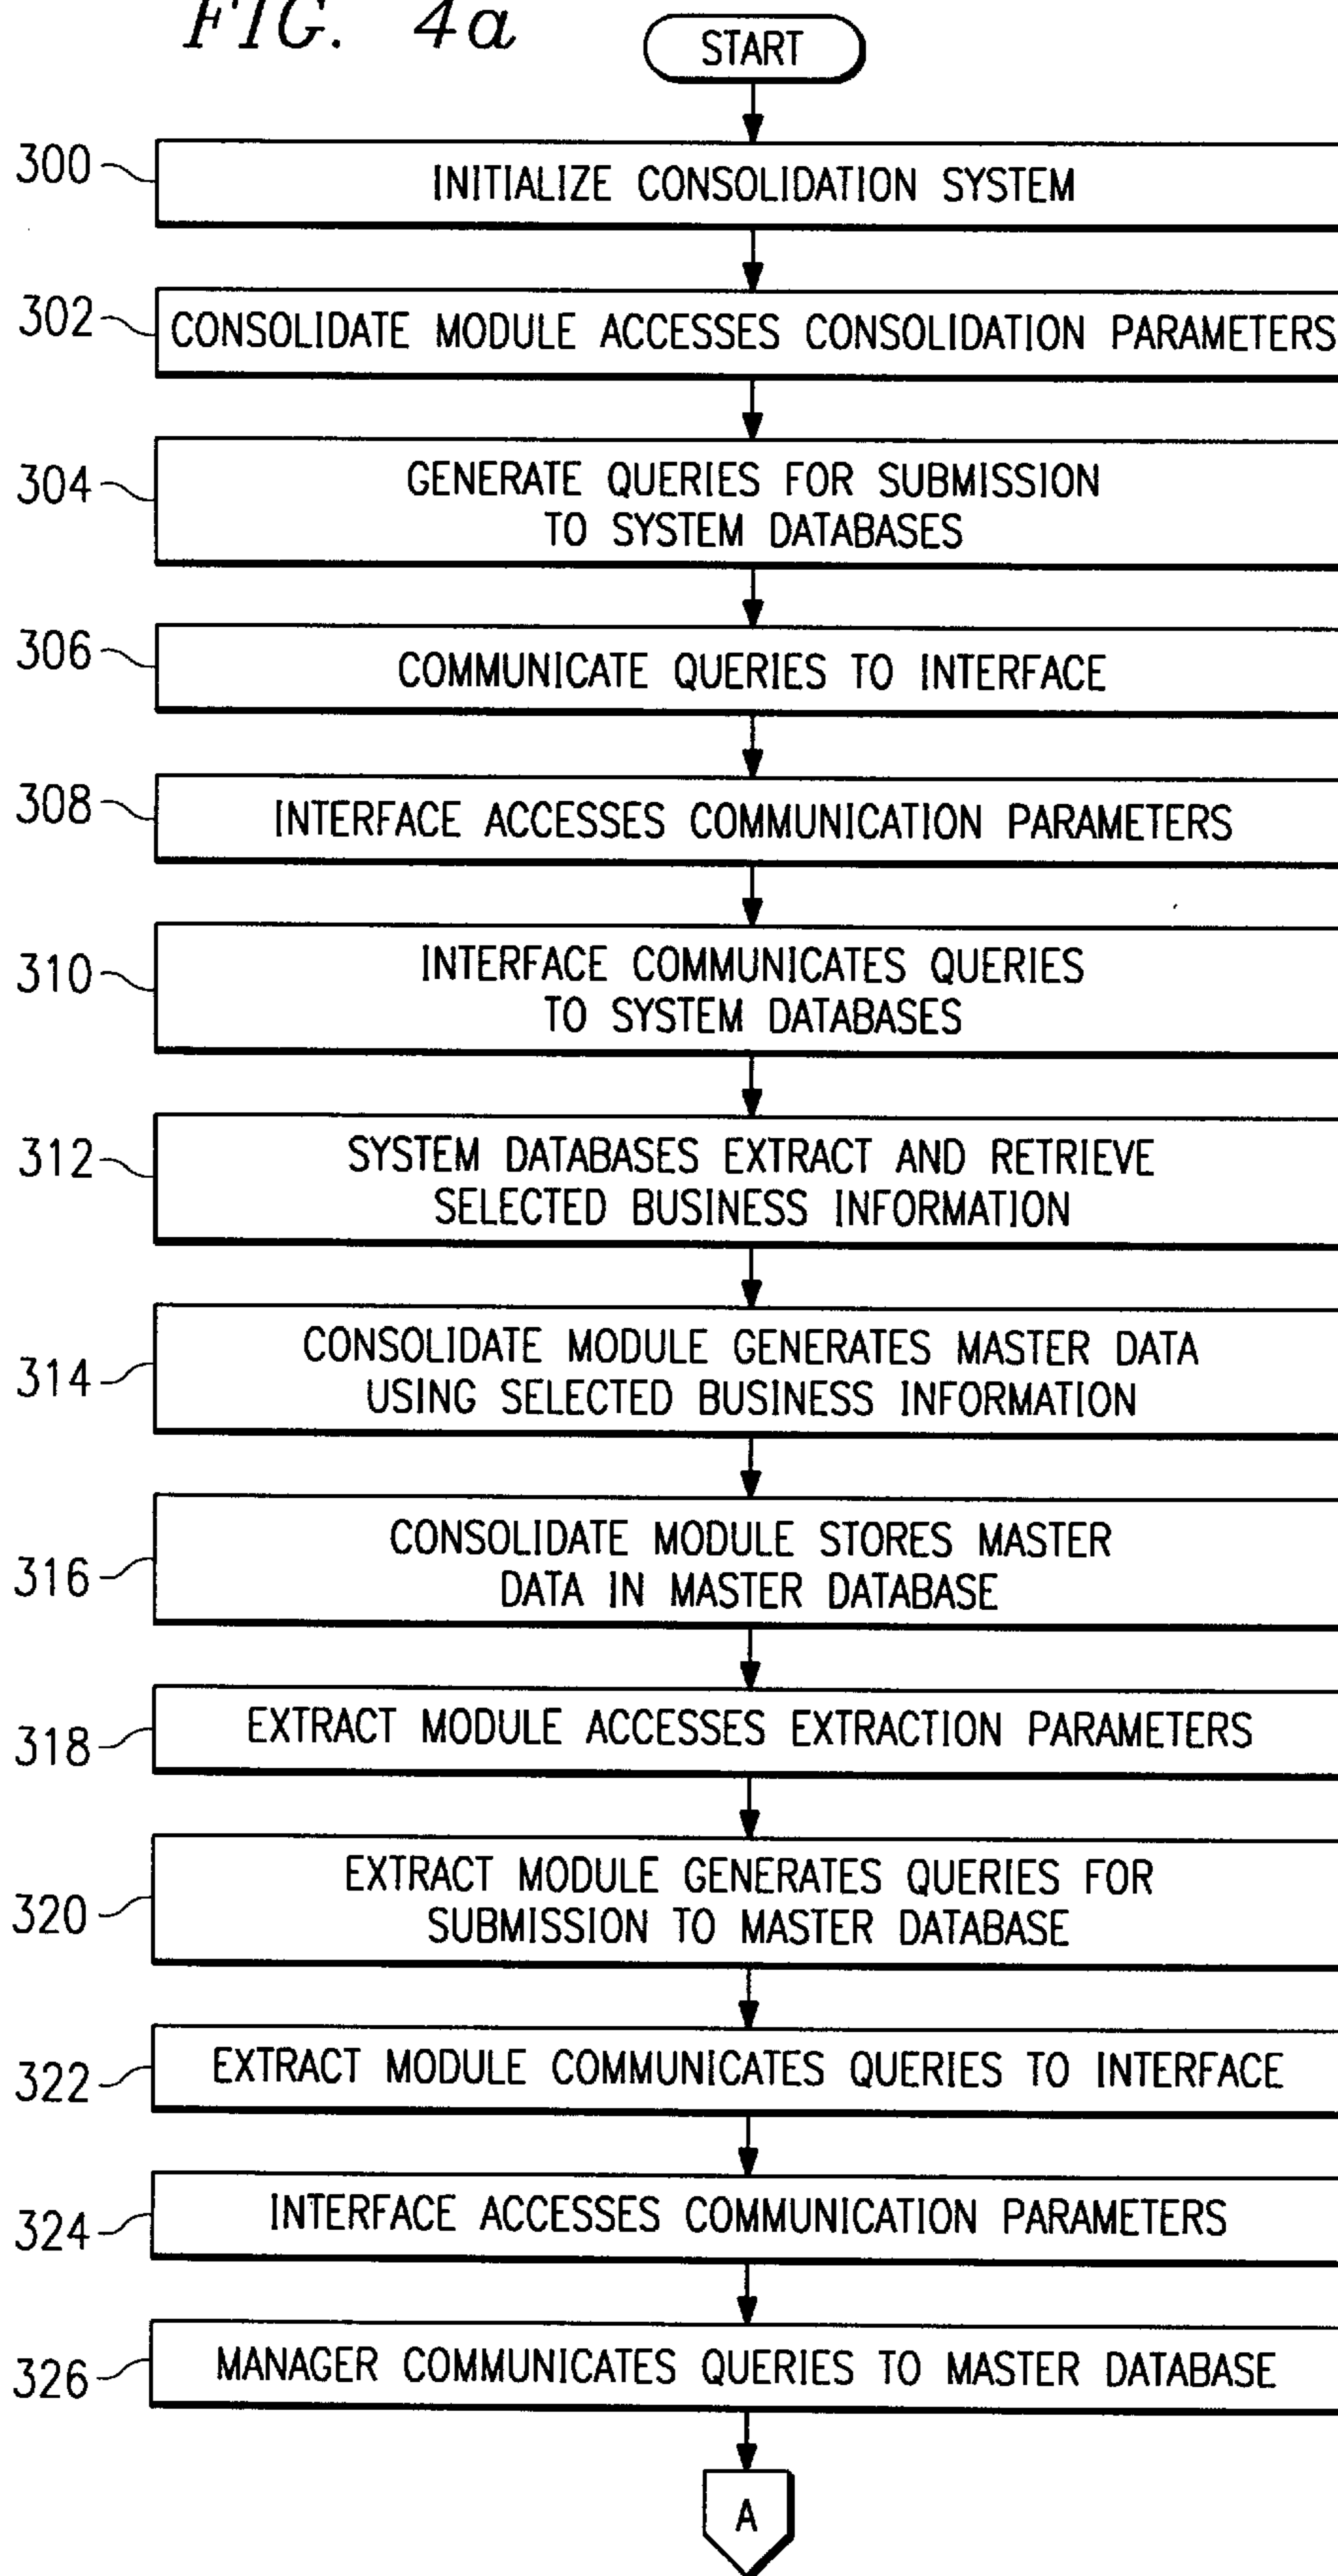 FIG. 4a
START
300
INITIALIZE CONSOLIDATION SYSTEM
302
CONSOLIDATE MODULE ACCESSES CONSOLIDATION PARAMETERS
304
GENERATE QUERIES FOR SUBMISSION
TO SYSTEM DATABASES
306
COMMUNICATE QUERIES TO INTERFACE
308
INTERFACE ACCESSES COMMUNICATION PARAMETERS
310
INTERFACE COMMUNICATES QUERIES
TO SYSTEM DATABASES
312
SYSTEM DATABASES EXTRACT AND RETRIEVE
SELECTED BUSINESS INFORMATION
314
CONSOLIDATE MODULE GENERATES MASTER DATA
USING SELECTED BUSINESS INFORMATION
316
CONSOLIDATE MODULE STORES MASTER
DATA IN MASTER DATABASE
318
EXTRACT MODULE ACCESSES EXTRACTION PARAMETERS
320
EXTRACT MODULE GENERATES QUERIES FOR
SUBMISSION TO MASTER DATABASE
322
EXTRACT MODULE COMMUNICATES QUERIES TO INTERFACE
324
INTERFACE ACCESSES COMMUNICATION PARAMETERS
326
MANAGER COMMUNICATES QUERIES TO MASTER DATABASE
A